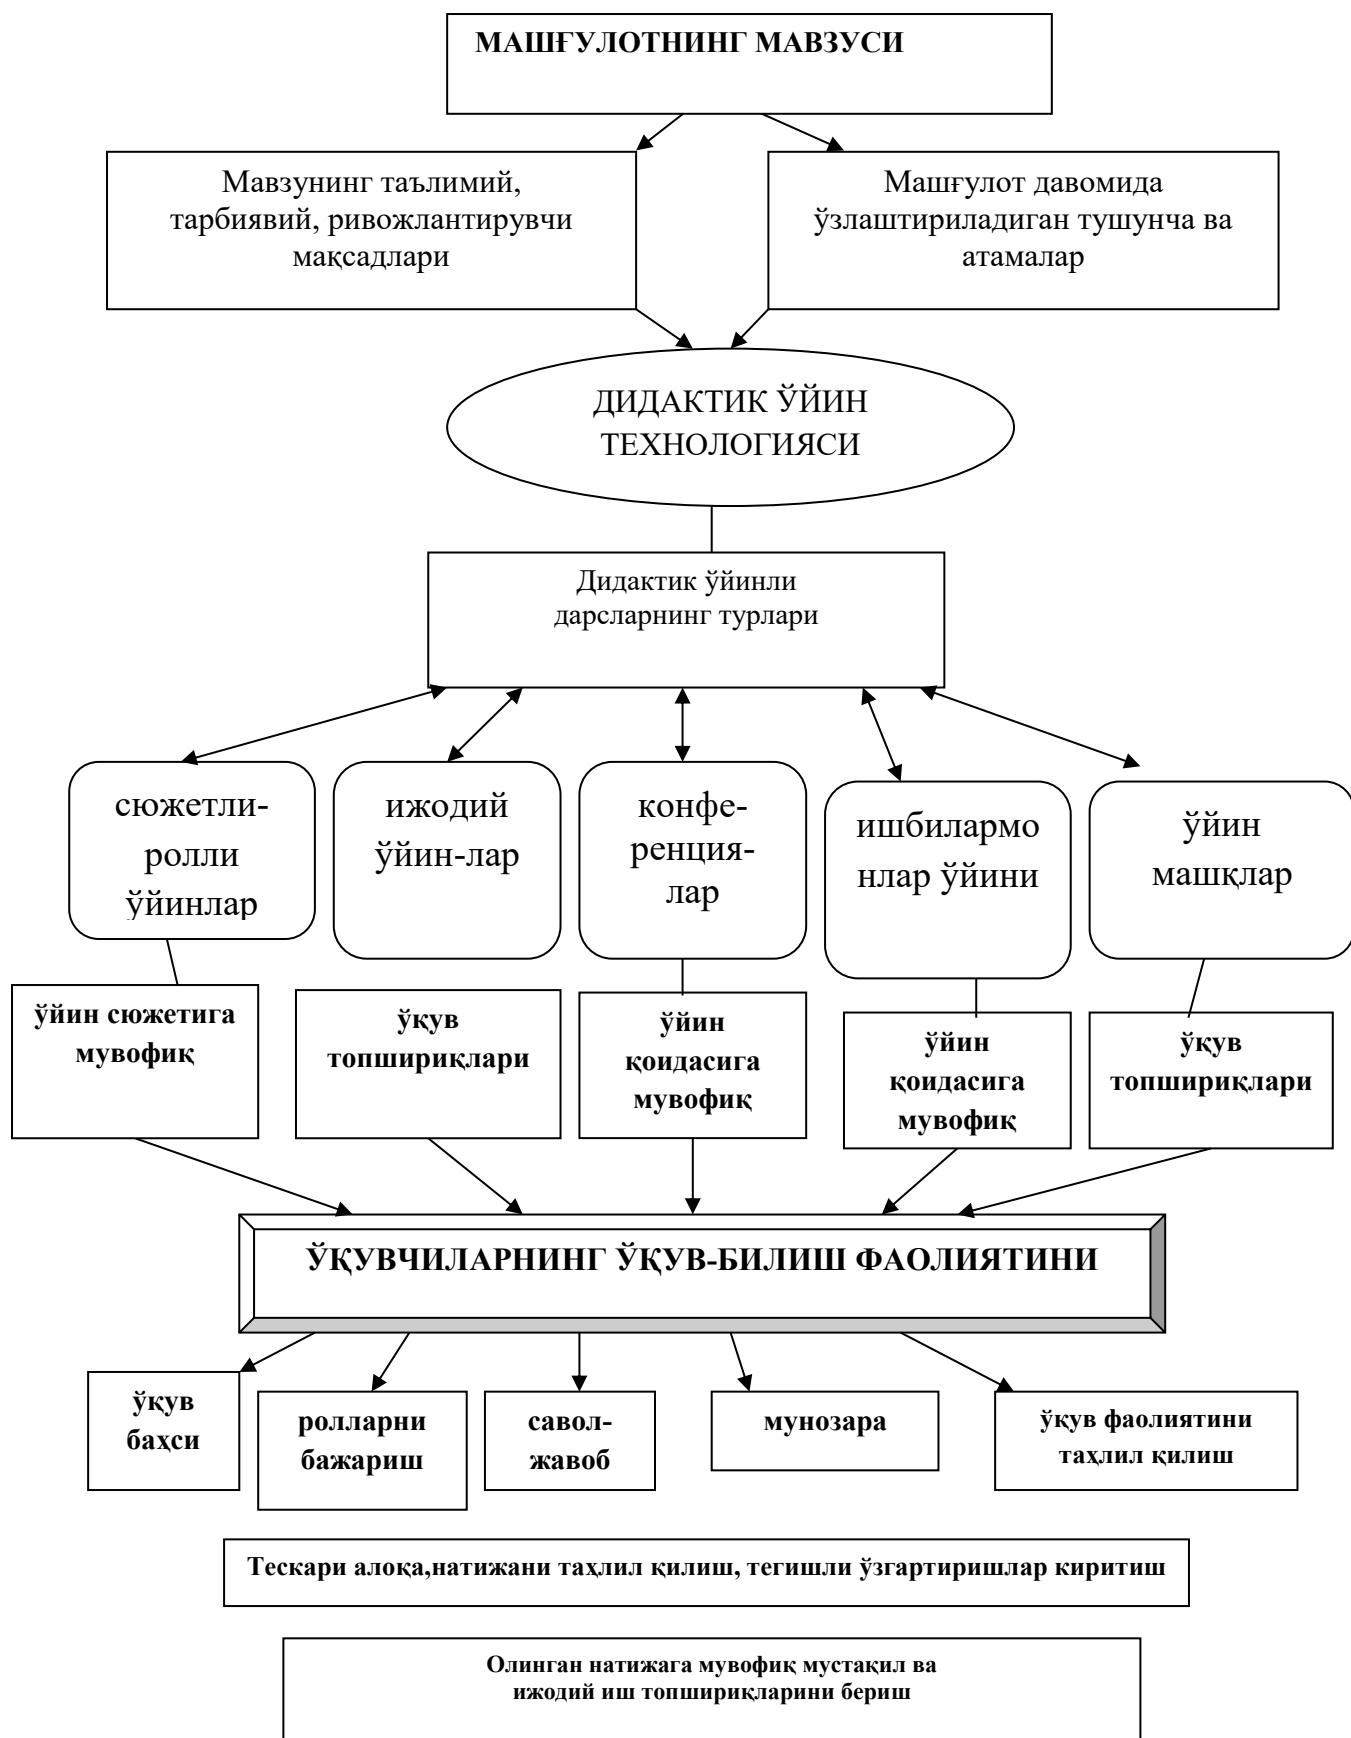 МАШҒУЛОТНИНГ МАВЗУСИ
Мавзунинг таълимий,
тарбиявий, ривожлантирувчи
мақсадлари
Машғулот давомида
ўзлаштириладиган тушунча ва
атамалар
ДИДАКТИК ЎЙИН
ТЕХНОЛОГИЯСИ
Дидактик ўйинли
дарсларнинг турлари
сюжетли-
ролли
ўйинлар
ижодий
ўйин-лар
конфе-
ренция-
лар
ишбилармо
нлар ўйини
ўйин
машқлар
ўйин сюжетига
мувофиқ
ўқув
топшириқлари
ўйин
қоидасига
мувофиқ
ўйин
қоидасига
мувофиқ
ўқув
топшириқлари
ЎҚУВЧИЛАРНИНГ ЎҚУВ-БИЛИШ ФАОЛИЯТИНИ
ўқув
баҳси
ролларни
бажариш
савол-
жавоб
мунозара
ўқув фаолиятини
таҳлил қилиш
Тескари алоқа,натижани таҳлил қилиш, тегишли ўзгартиришлар киритиш
Олинган натижага мувофиқ мустақил ва
ижодий иш топшириқларини бериш